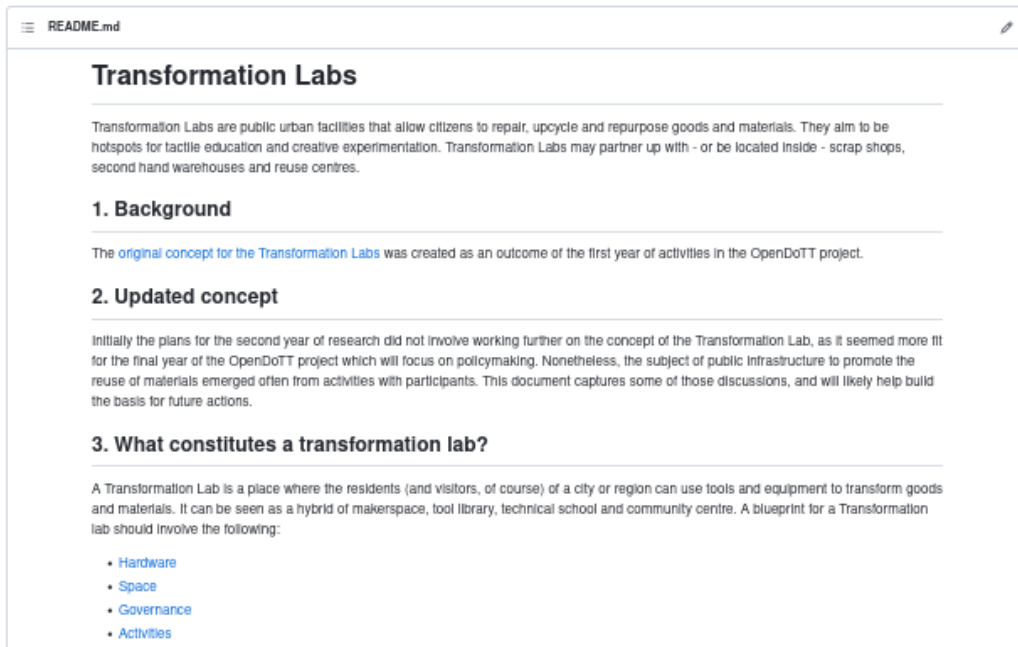 README.md
Transformation Labs
Transformation Labs are public urban facilities that allow citizens to repair, upcycle and repurpose goods and materials. They aim to be
hotspots for tactile education and creative experimentation. Transformation Labs may partner up with - or be located inside - scrap shops,
second hand warehouses and reuse centres.
1. Background
The original concept for the Transformation Labs was created as an outcome of the first year of activities in the OpenDoTT project.
2. Updated concept
Initially the plans for the second year of research did not involve working further on the concept of the Transformation Lab, as it seemed more fit
for the final year of the OpenDoTT project which will focus on policymaking. Nonetheless, the subject of public infrastructure to promote the
reuse of materials emerged often from activities with participants. This document captures some of those discussions, and will likely help build
the basis for future actions.
3. What constitutes a transformation lab?
A Transformation Lab is a place where the residents (and visitors, of course) of a city or region can use tools and equipment to transform goods
and materials. It can be seen as a hybrid of makerspace, tool library, technical school and community centre. A blueprint for a Transformation
lab should involve the following:
• Hardware
• Space
• Governance
• Activities